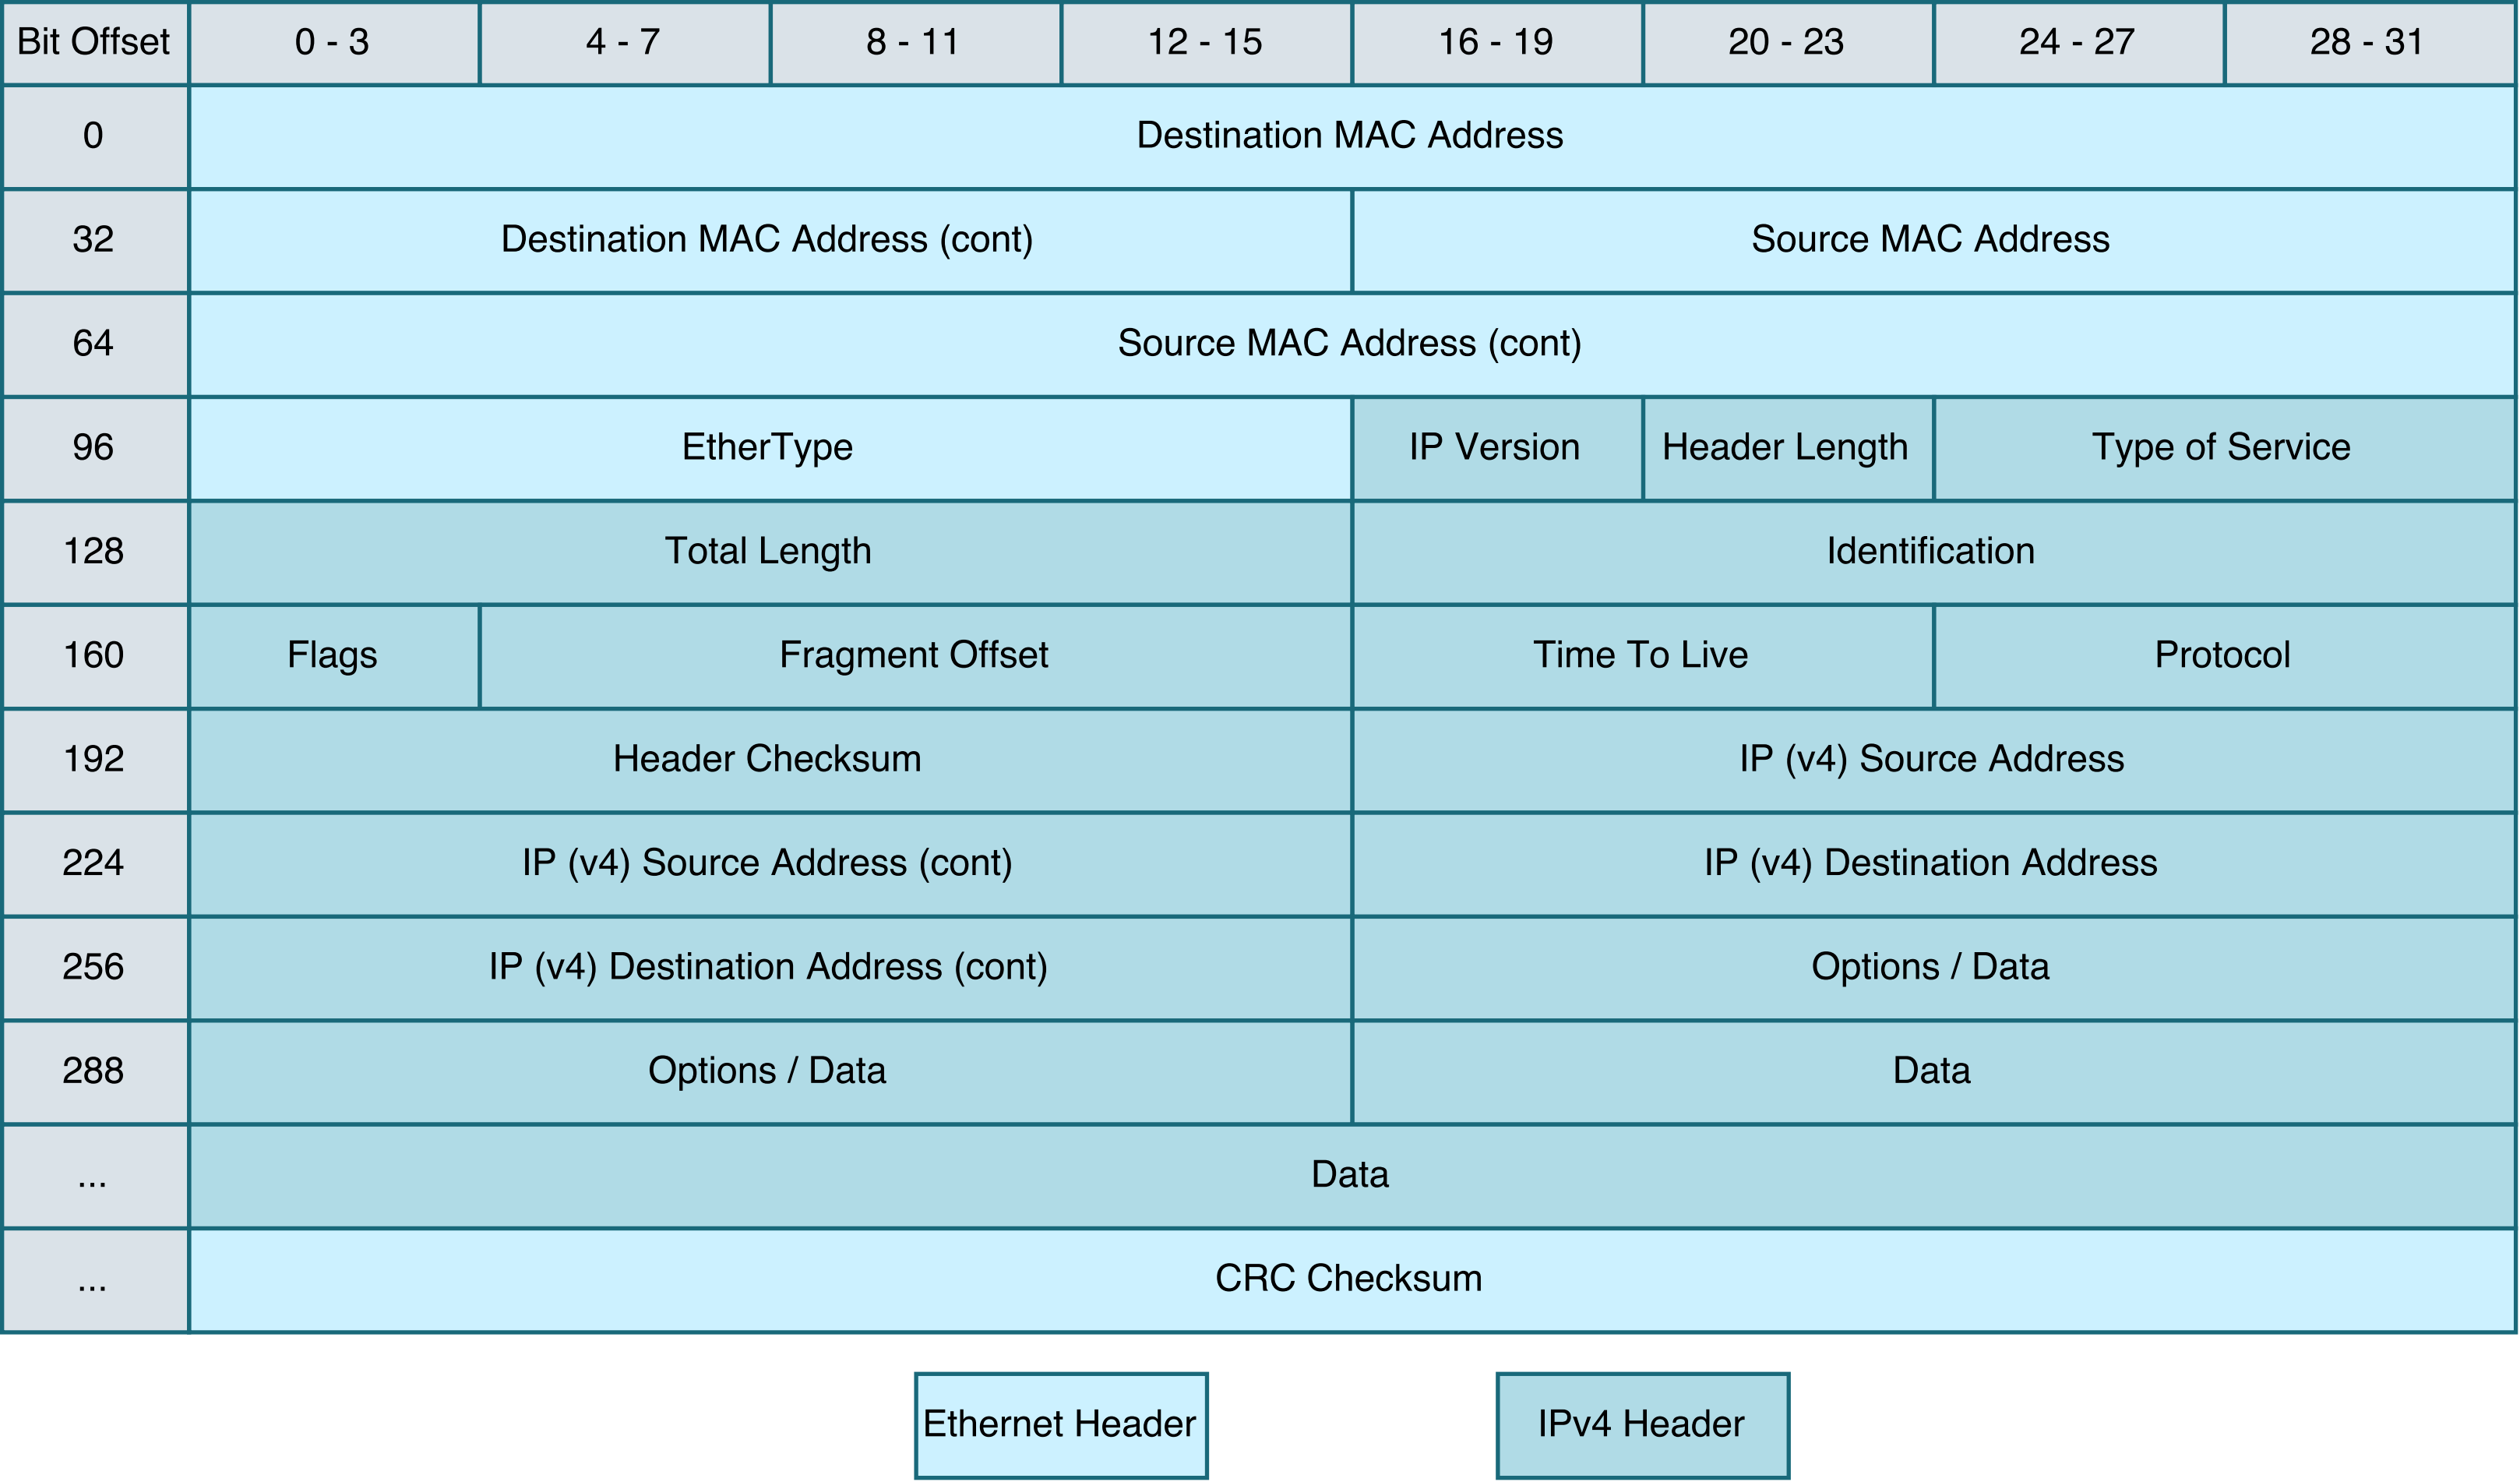 Bit Offset 0 - 3 4 - 7 8 - 11 12 - 15 16 - 19 20 - 23 24 - 27 28 - 31
0 Destination MAC Address
32 Destination MAC Address (cont) Source MAC Address
64 Source MAC Address (cont)
96 EtherType IP Version Header Length Type of Service
128 Total Length Identification
160 Flags Fragment Offset Time To Live Protocol
192 Header Checksum IP (v4) Source Address
224 IP (v4) Source Address (cont) IP (v4) Destination Address
256 IP (v4) Destination Address (cont) Options / Data
288 Options / Data Data
... Data
... CRC Checksum
Ethernet Header IPv4 Header